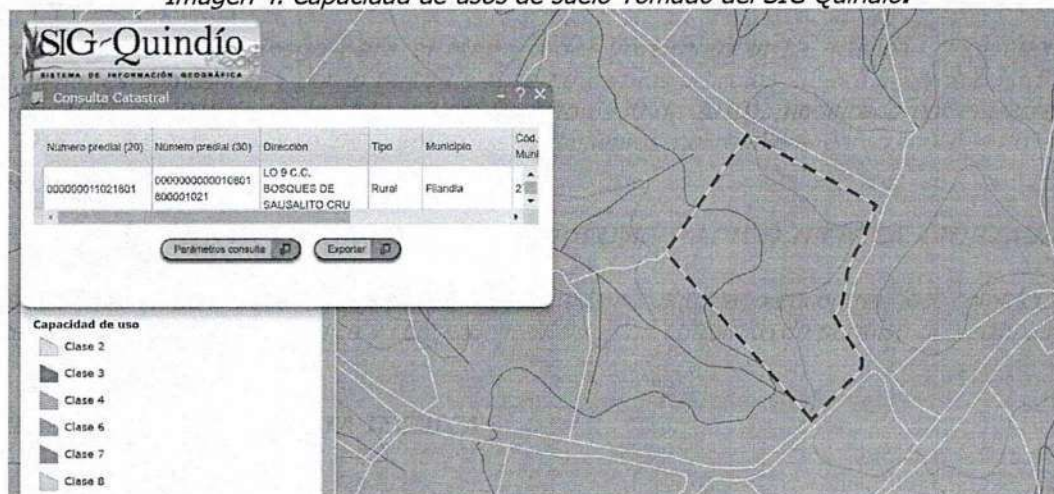 Imagen 4. Capacidad de usos de suelo Tomado del SIG Quindío.
SIG-Quindío
SISTEMA DE INFORMACIÓN GEOGRÁFICA
Consulta Catastral
Número predial (20) Número predial (30) Dirección Tipo Municipio Cód. Muni
000000011021801 0000000000010801 800001021 LO 9 C.C. BOSQUES DE SAUSALITO CRU Rural Filandia 2
Parámetros consulta Exportar
Capacidad de uso
Clase 2
Clase 3
Clase 4
Clase 6
Clase 7
Clase 8